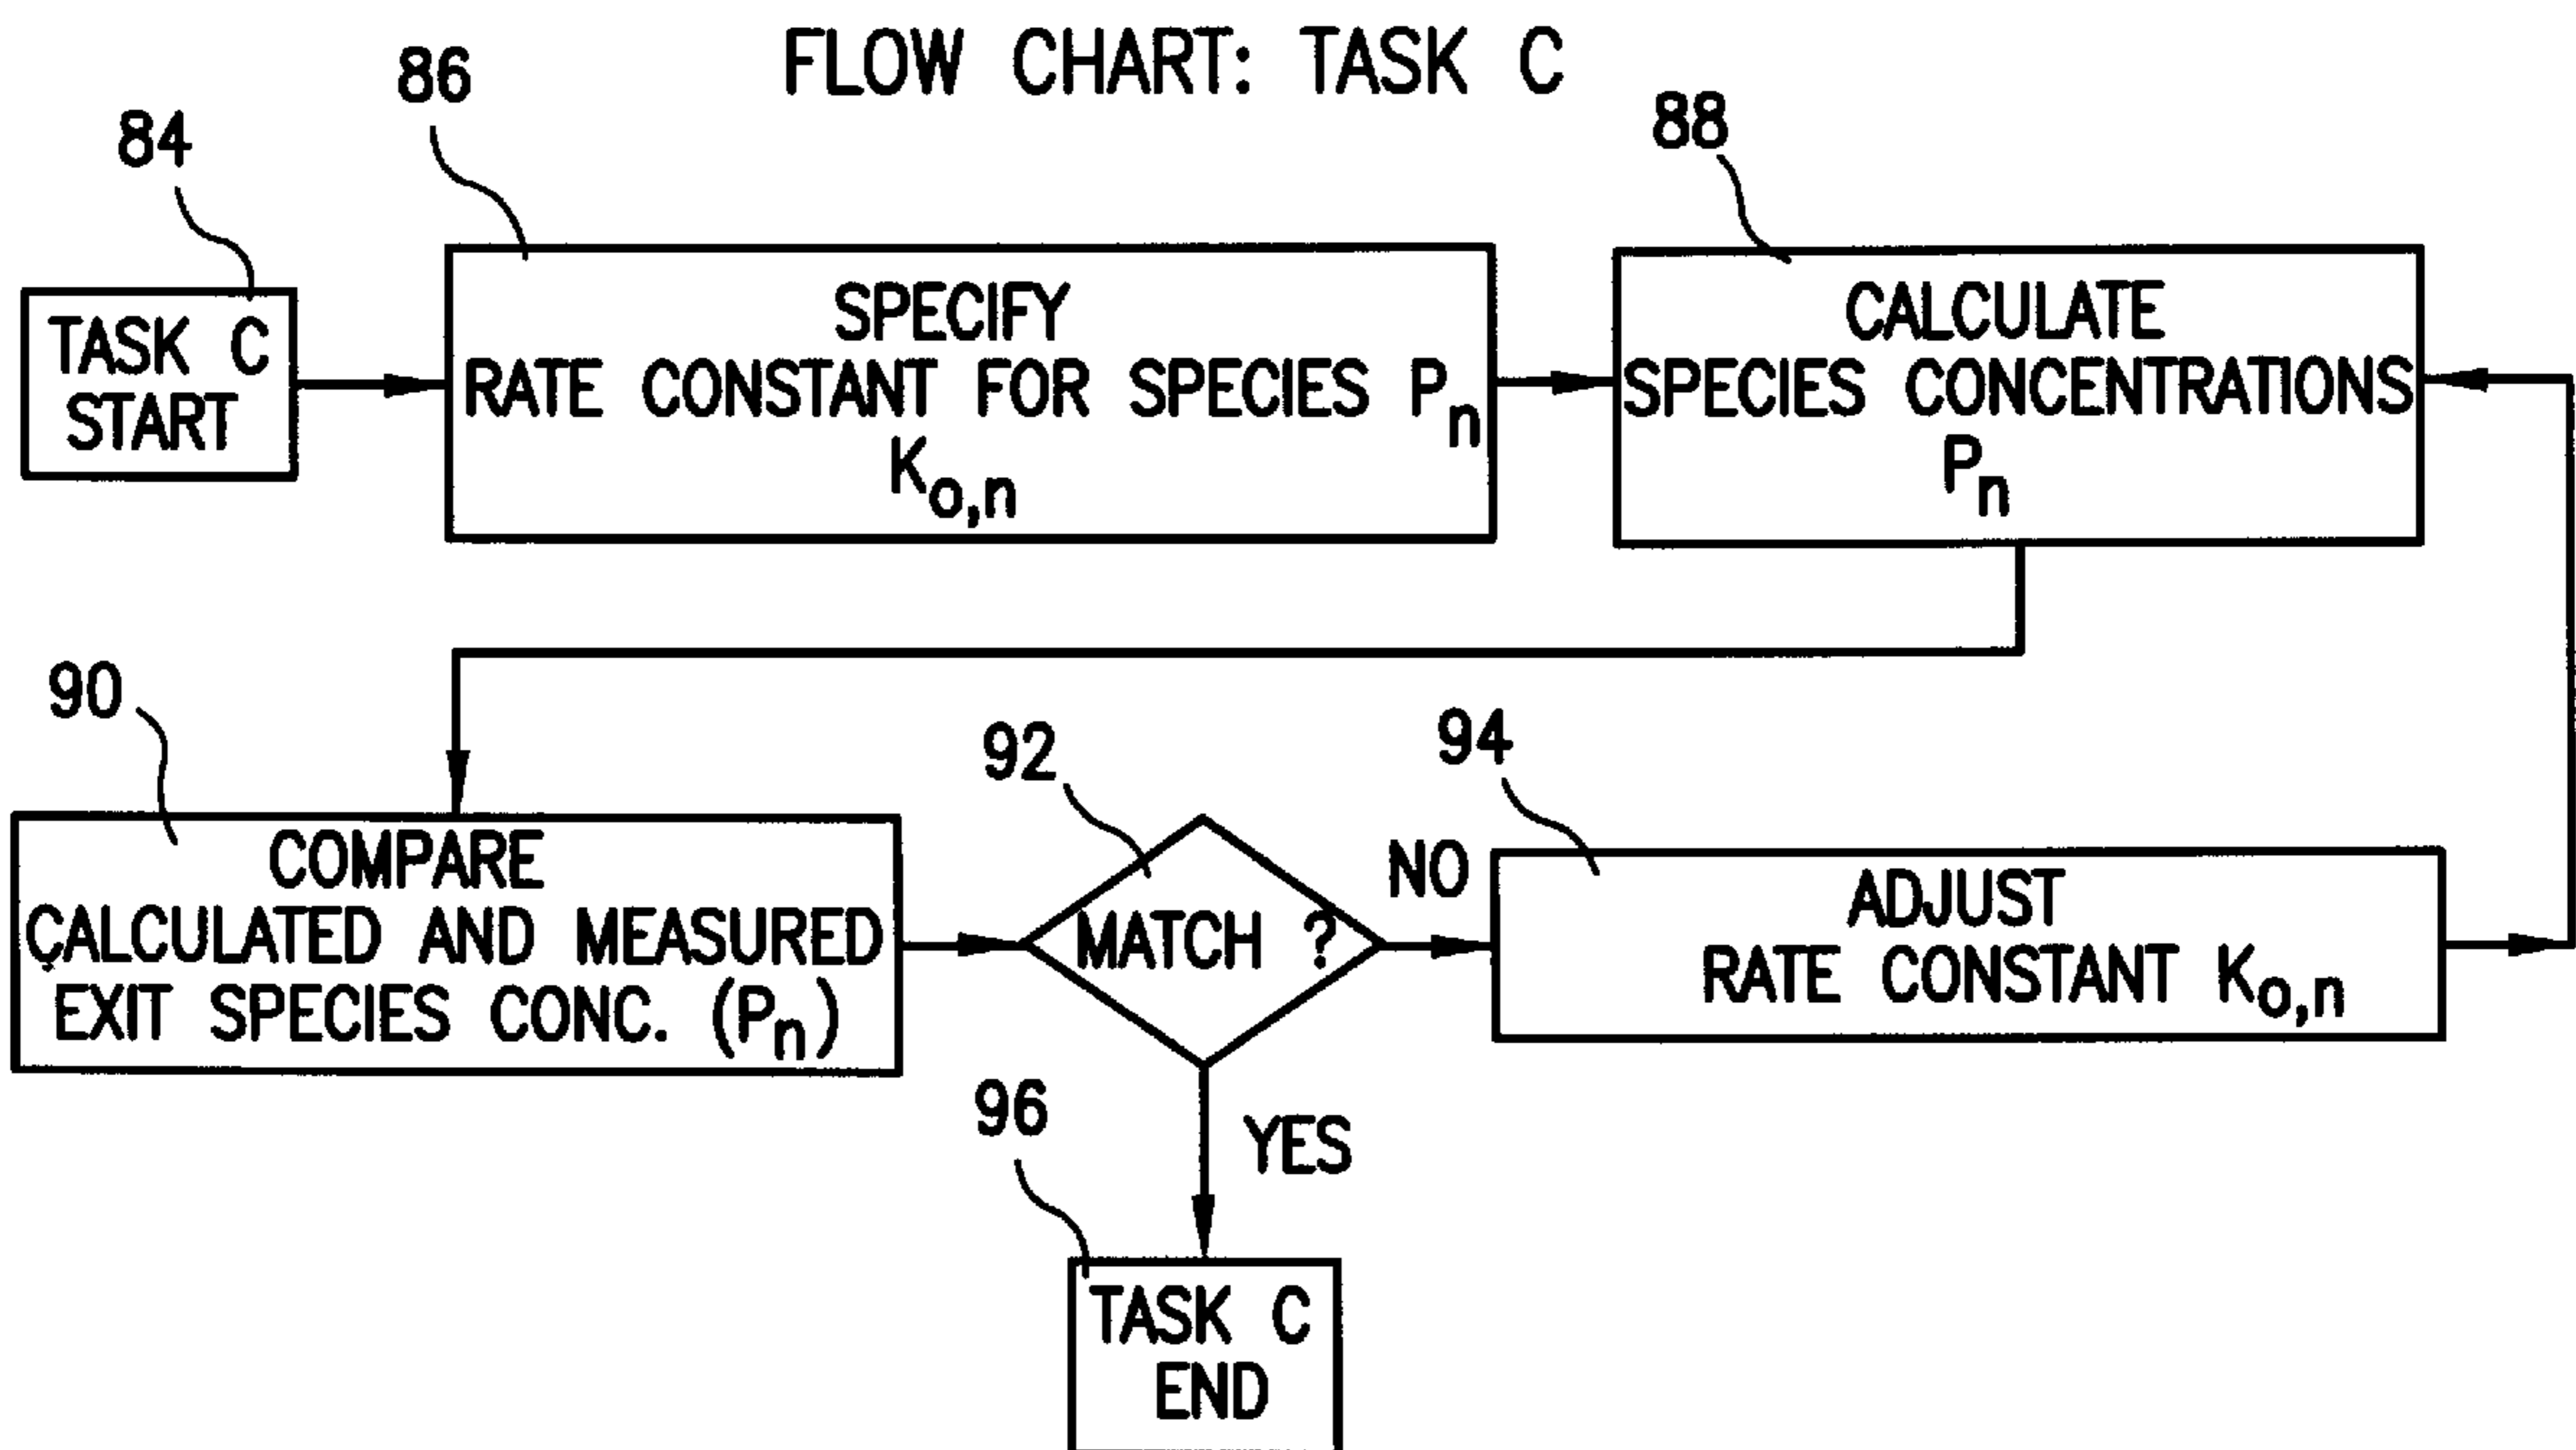 FLOW CHART: TASK C
84
86
88
TASK C
START
SPECIFY
RATE CONSTANT FOR SPECIES Pn
Ko,n
CALCULATE
SPECIES CONCENTRATIONS
Pn
90
92
94
COMPARE
CALCULATED AND MEASURED
EXIT SPECIES CONC. (Pn)
MATCH ?
NO
ADJUST
RATE CONSTANT Ko,n
96
YES
TASK C
END